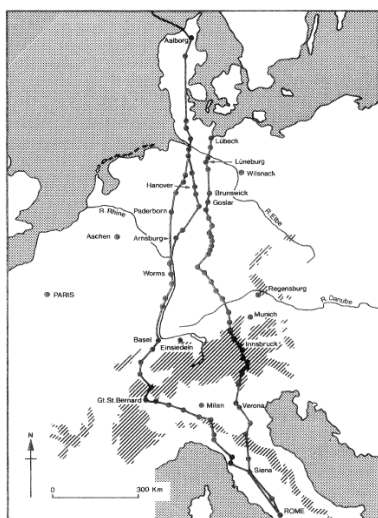 Aalborg
Lübeck
Lüneburg
Wilsnack
Hanover
Brunswick
Goslar
R. Elbe
Paderborn
R. Rhine
Aachen
Arnsburg
Worms
Regensburg
PARIS
R. Danube
Munich
Basel
Einsiedeln
Innsbruck
Gt. St. Bernard
Milan
Verona
N
Siena
0 300 Km
ROME